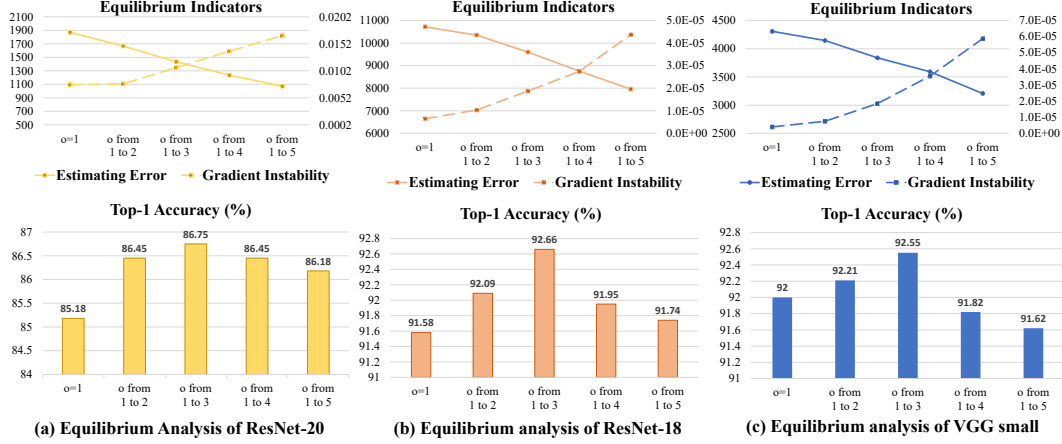 Equilibrium Indicators
2100
1900
1700
1500
1300
1100
900
700
500
0.0202
0.0152
0.0102
0.0052
0.0002
o=1
o from 1 to 2
o from 1 to 3
o from 1 to 4
o from 1 to 5
Estimating Error
Gradient Instability
Top-1 Accuracy (%)
87
86.5
86
85.5
85
84.5
84
85.18
86.45
86.75
86.45
86.18
o=1
o from 1 to 2
o from 1 to 3
o from 1 to 4
o from 1 to 5
(a) Equilibrium Analysis of ResNet-20
Equilibrium Indicators
11000
10000
9000
8000
7000
6000
5.0E-05
4.0E-05
3.0E-05
2.0E-05
1.0E-05
0.0E+00
o=1
o from 1 to 2
o from 1 to 3
o from 1 to 4
o from 1 to 5
Estimating Error
Gradient Instability
Top-1 Accuracy (%)
92.8
92.6
92.4
92.2
92
91.8
91.6
91.4
91.2
91
91.58
92.09
92.66
91.95
91.74
o=1
o from 1 to 2
o from 1 to 3
o from 1 to 4
o from 1 to 5
(b) Equilibrium analysis of ResNet-18
Equilibrium Indicators
4500
4000
3500
3000
2500
7.0E-05
6.0E-05
5.0E-05
4.0E-05
3.0E-05
2.0E-05
1.0E-05
0.0E+00
o=1
o from 1 to 2
o from 1 to 3
o from 1 to 4
o from 1 to 5
Estimating Error
Gradient Instability
Top-1 Accuracy (%)
92.8
92.6
92.4
92.2
92
91.8
91.6
91.4
91.2
91
92
92.21
92.55
91.82
91.62
o=1
o from 1 to 2
o from 1 to 3
o from 1 to 4
o from 1 to 5
(c) Equilibrium analysis of VGG small